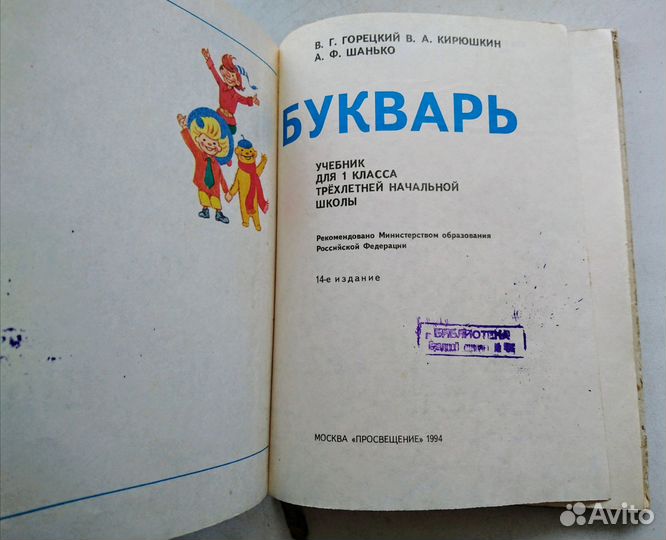 В. Г. ГОРЕЦКИЙ В. А. КИРЮШКИН
А. Ф. ШАНЬКО
БУКВАРЬ
УЧЕБНИК
ДЛЯ 1 КЛАССА
ТРЁХЛЕТНЕЙ НАЧАЛЬНОЙ
ШКОЛЫ
Рекомендовано Министерством образования
Российской Федерации
14-е издание
БИБЛИОТЕКА
МОСКВА «ПРОСВЕЩЕНИЕ» 1994
Avito